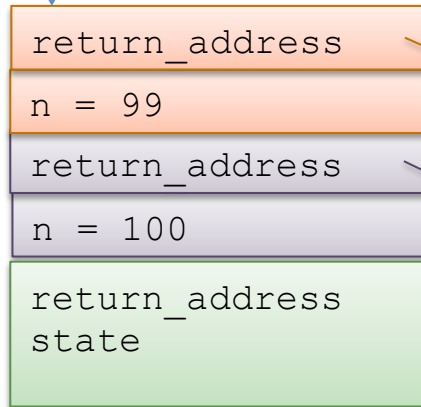 return_address
n = 99
return_address
n = 100
return_address
state